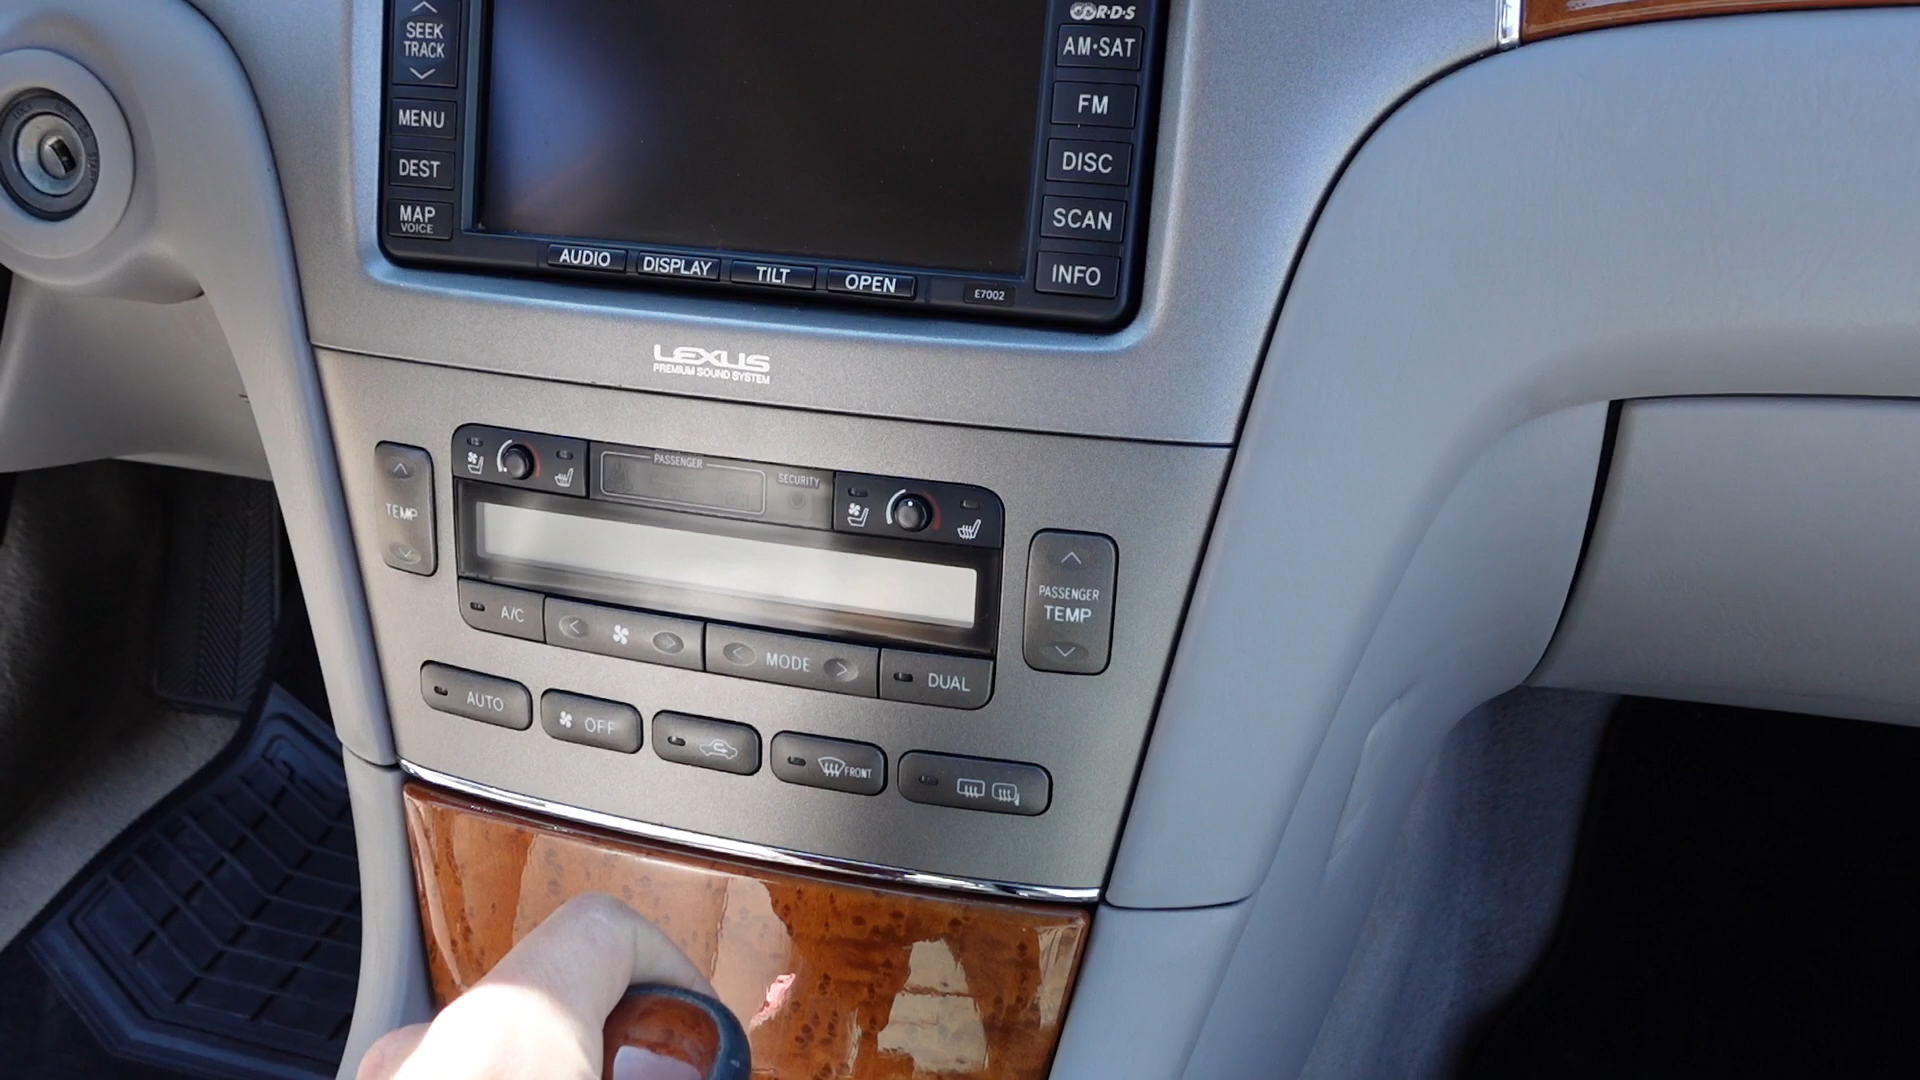 SEEK
TRACK
MENU
DEST
MAP
VOICE
AUDIO
DISPLAY
TILT
OPEN
E7002
R·D·S
AM·SAT
FM
DISC
SCAN
INFO
LEXUS
PREMIUM SOUND SYSTEM
PASSENGER
SECURITY
TEMP
PASSENGER
TEMP
A/C
MODE
DUAL
AUTO
OFF
FRONT